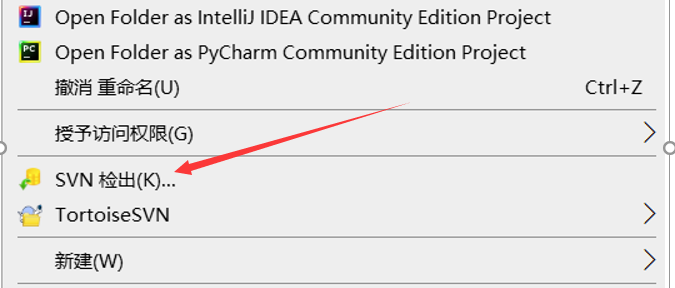 Open Folder as IntelliJ IDEA Community Edition Project
Open Folder as PyCharm Community Edition Project
撤消 重命名(U) Ctrl+Z
授予访问权限(G)
SVN 检出(K)...
TortoiseSVN
新建(W)